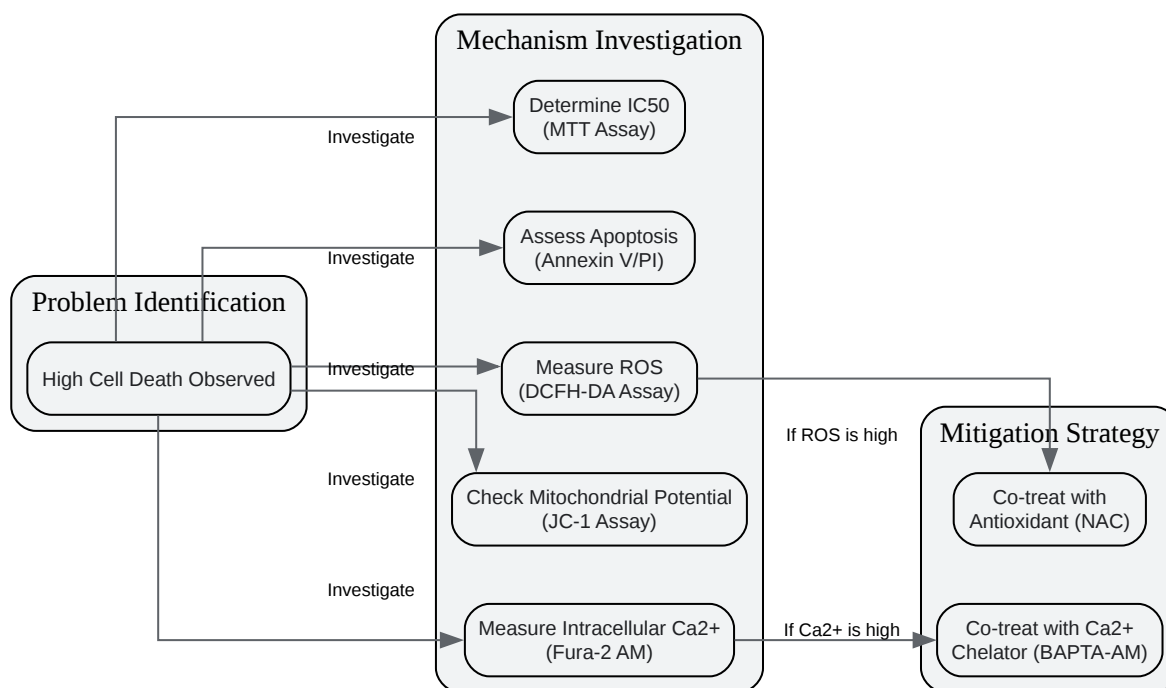 Mechanism Investigation
Determine IC50
(MTT Assay)
Investigate
Assess Apoptosis
(Annexin V/PI)
Investigate
Problem Identification
High Cell Death Observed
Investigate
Measure ROS
(DCFH-DA Assay)
If ROS is high
Mitigation Strategy
Investigate
Check Mitochondrial Potential
(JC-1 Assay)
Co-treat with
Antioxidant (NAC)
Investigate
Measure Intracellular Ca2+
(Fura-2 AM)
If Ca2+ is high
Co-treat with Ca2+
Chelator (BAPTA-AM)